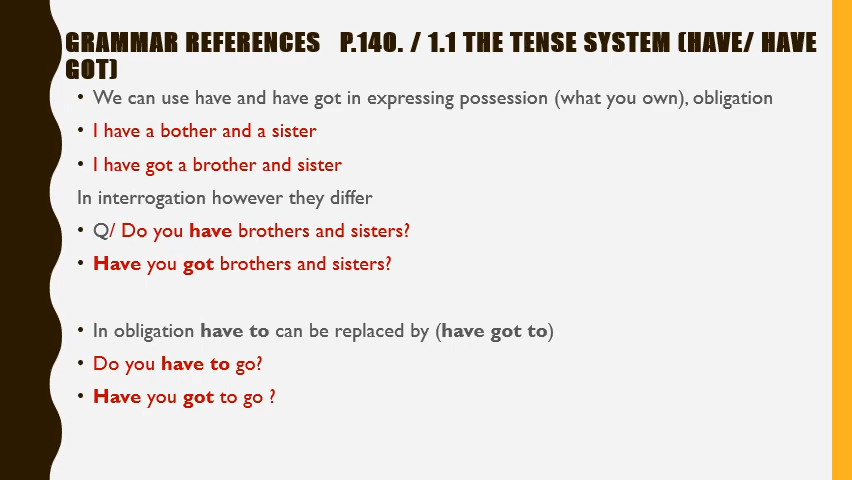 GRAMMAR REFERENCES P.140. / 1.1 THE TENSE SYSTEM (HAVE/ HAVE
GOT)
• We can use have and have got in expressing possession (what you own), obligation
• I have a bother and a sister
• I have got a brother and sister
In interrogation however they differ
• Q/ Do you have brothers and sisters?
• Have you got brothers and sisters?
• In obligation have to can be replaced by (have got to)
• Do you have to go?
• Have you got to go ?